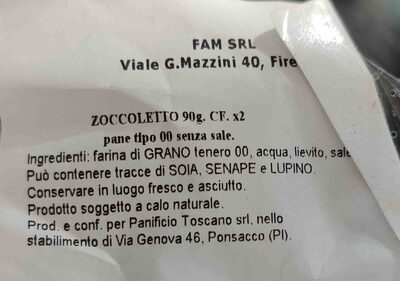 FAM SRL
Viale G.Mazzini 40, Fire
ZOCCOLETTO 90g. CF. x2
pane tipo 00 senza sale.
Ingredienti: farina di GRANO tenero 00, acqua, lievito, sale
Può contenere tracce di SOIA, SENAPE e LUPINO.
Conservare in luogo fresco e asciutto.
Prodotto soggetto a calo naturale.
Prod. e conf. per Panificio Toscano srl, nello
stabilimento di Via Genova 46, Ponsacco (PI).